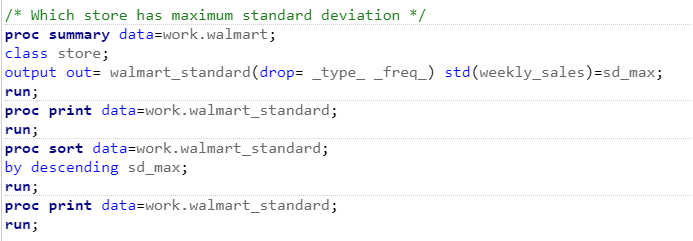 /* Which store has maximum standard deviation */
proc summary data=work.walmart;
class store;
output out= walmart_standard(drop= _type_ _freq_) std(weekly_sales)=sd_max;
run;
proc print data=work.walmart_standard;
run;
proc sort data=work.walmart_standard;
by descending sd_max;
run;
proc print data=work.walmart_standard;
run;